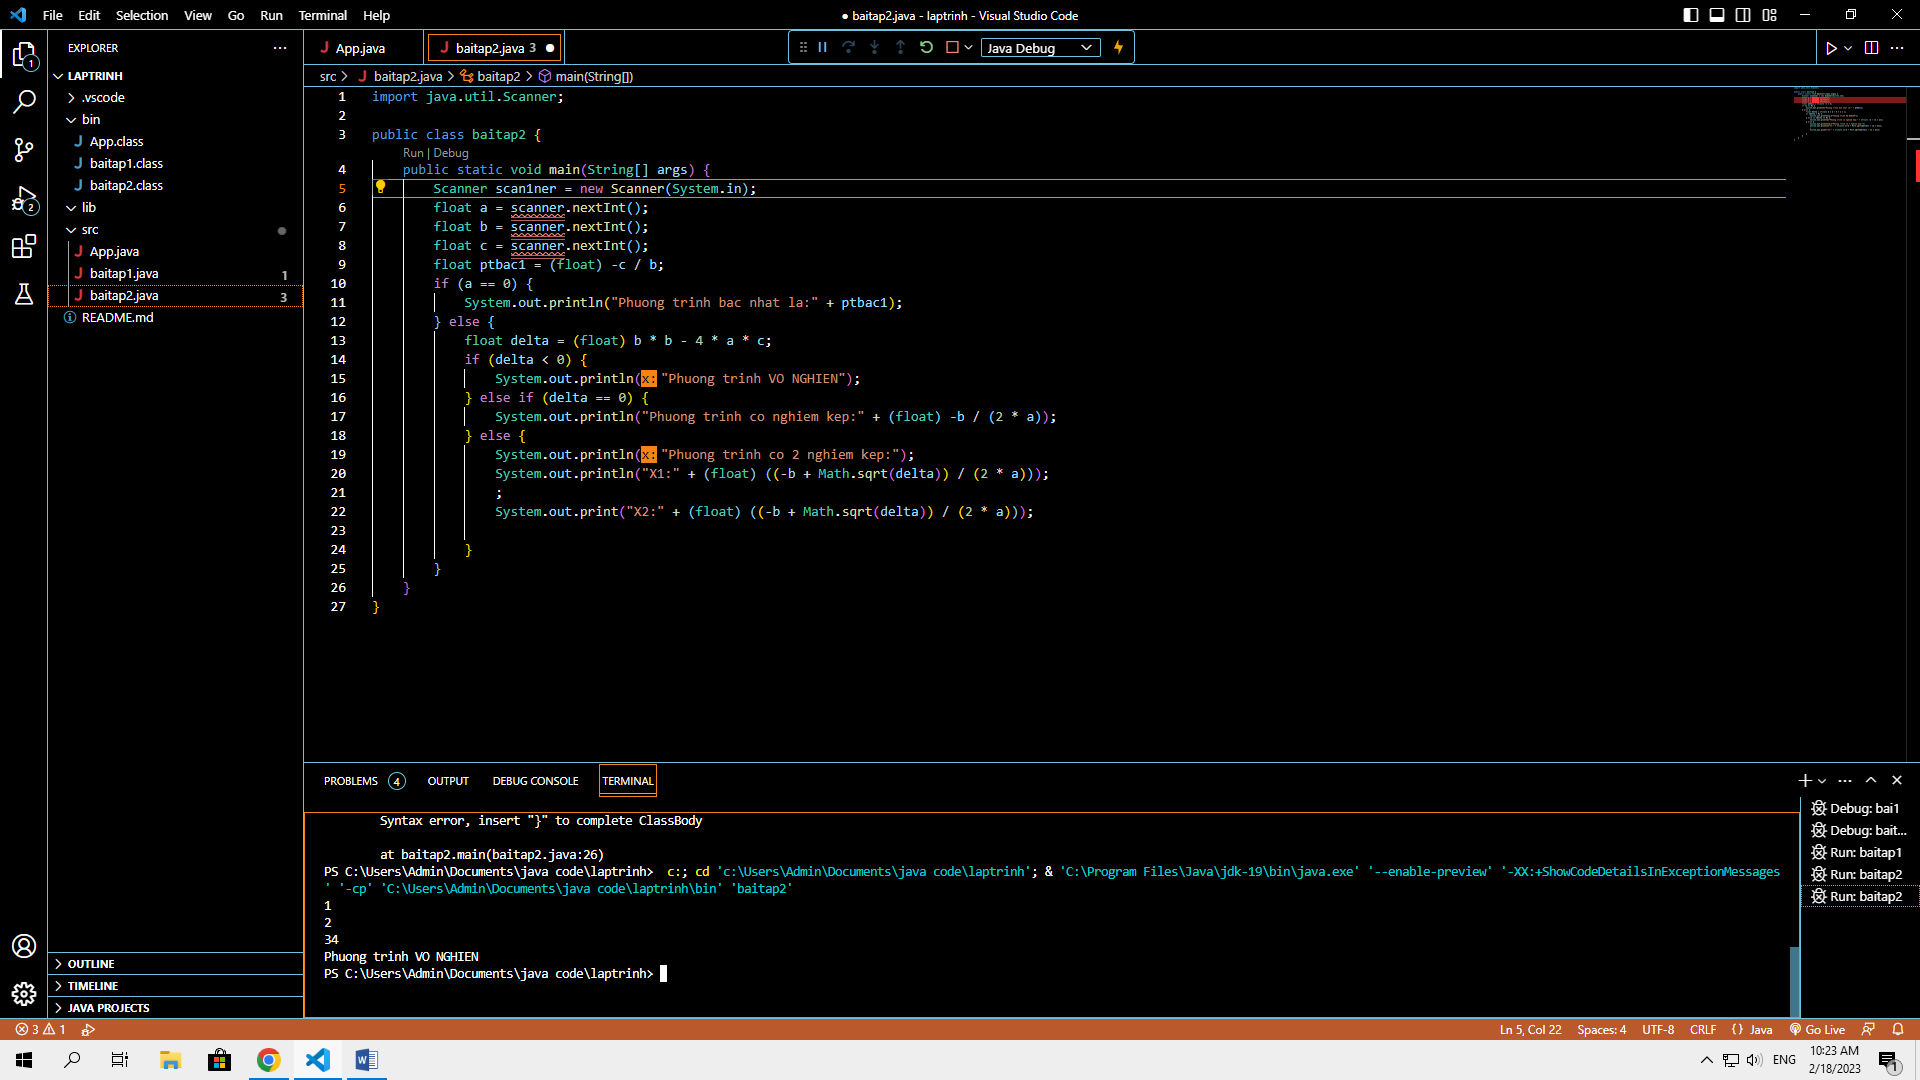 File Edit Selection View Go Run Terminal Help
● baitap2.java - laptrinh - Visual Studio Code
EXPLORER
1
LAPTRINH
.vscode
bin
App.class
baitap1.class
baitap2.class
2
lib
src
App.java
baitap1.java 1
baitap2.java 3
README.md
OUTLINE
TIMELINE
JAVA PROJECTS
App.java
baitap2.java 3
Java Debug
src > baitap2.java > baitap2 > main(String[])
1 import java.util.Scanner;
2
3 public class baitap2 {
Run | Debug
4 public static void main(String[] args) {
5 Scanner scan1ner = new Scanner(System.in);
6 float a = scanner.nextInt();
7 float b = scanner.nextInt();
8 float c = scanner.nextInt();
9 float ptbac1 = (float) -c / b;
10 if (a == 0) {
11 System.out.println("Phuong trinh bac nhat la:" + ptbac1);
12 } else {
13 float delta = (float) b * b - 4 * a * c;
14 if (delta < 0) {
15 System.out.println(x: "Phuong trinh VO NGHIEN");
16 } else if (delta == 0) {
17 System.out.println("Phuong trinh co nghiem kep:" + (float) -b / (2 * a));
18 } else {
19 System.out.println(x: "Phuong trinh co 2 nghiem kep:");
20 System.out.println("X1:" + (float) ((-b + Math.sqrt(delta)) / (2 * a)));
21 ;
22 System.out.print("X2:" + (float) ((-b + Math.sqrt(delta)) / (2 * a)));
23
24 }
25 }
26 }
27 }
PROBLEMS 4 OUTPUT DEBUG CONSOLE TERMINAL
Syntax error, insert "}" to complete ClassBody
at baitap2.main(baitap2.java:26)
PS C:\Users\Admin\Documents\java code\laptrinh> c:; cd 'c:\Users\Admin\Documents\java code\laptrinh'; & 'C:\Program Files\Java\jdk-19\bin\java.exe' '--enable-preview' '-XX:+ShowCodeDetailsInExceptionMessages
' '-cp' 'C:\Users\Admin\Documents\java code\laptrinh\bin' 'baitap2'
1
2
34
Phuong trinh VO NGHIEN
PS C:\Users\Admin\Documents\java code\laptrinh>
Debug: bai1
Debug: bait...
Run: baitap1
Run: baitap2
Run: baitap2
3 1
Ln 5, Col 22 Spaces: 4 UTF-8 CRLF {} Java Go Live
ENG
10:23 AM
2/18/2023
1